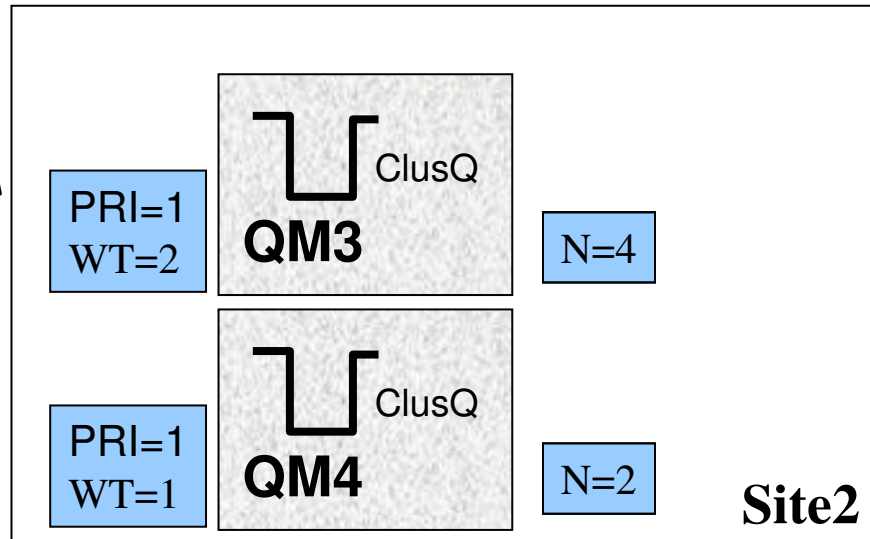 ClusQ
PRI=1
WT=2
QM3
N=4
ClusQ
PRI=1
WT=1
QM4
N=2
Site2